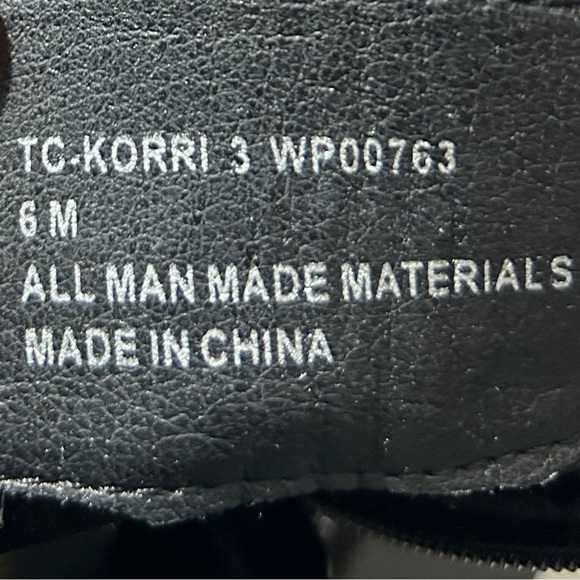 TC-KORRI 3 WP00763
6 M
ALL MAN MADE MATERIALS
MADE IN CHINA